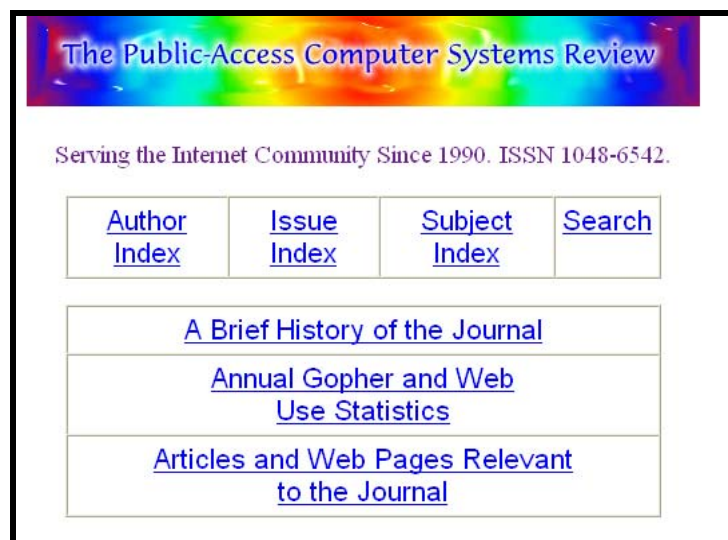 The Public-Access Computer Systems Review
Serving the Internet Community Since 1990. ISSN 1048-6542.
Author Index
Issue Index
Subject Index
Search
A Brief History of the Journal
Annual Gopher and Web
Use Statistics
Articles and Web Pages Relevant
to the Journal